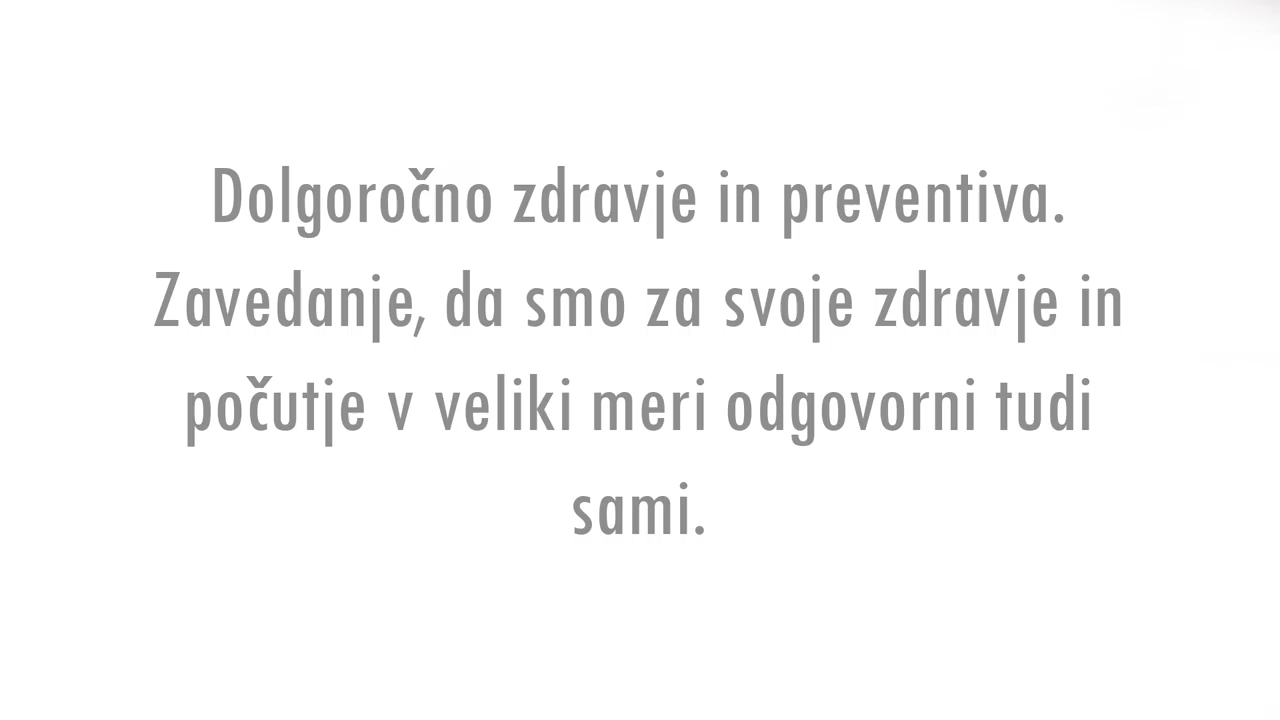 Dolgoročno zdravje in preventiva.
Zavedanje, da smo za svoje zdravje in
počutje v veliki meri odgovorni tudi
sami.